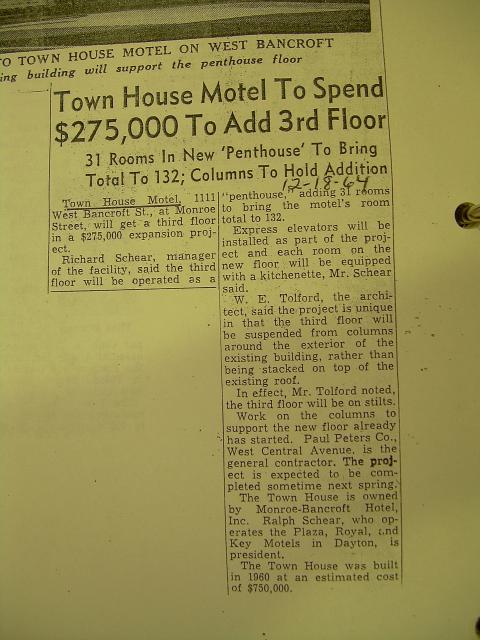 O TOWN HOUSE MOTEL ON WEST BANCROFT
ing building will support the penthouse floor
Town House Motel To Spend
$275,000 To Add 3rd Floor
31 Rooms In New 'Penthouse' To Bring
Total To 132; Columns To Hold Addition
12-18-64
Town House Motel, 1111
West Bancroft St., at Monroe
Street, will get a third floor
in a $275,000 expansion proj-
ect.
Richard Schear, manager
of the facility, said the third
floor will be operated as a
"penthouse," adding 31 rooms
to bring the motel's room
total to 132.
Express elevators will be
installed as part of the proj-
ect and each room on the
new floor will be equipped
with a kitchenette, Mr. Schear
said.
W. E. Tolford, the archi-
tect, said the project is unique
in that the third floor will
be suspended from columns
around the exterior of the
existing building, rather than
being stacked on top of the
existing roof.
In effect, Mr. Tolford noted,
the third floor will be on stilts.
Work on the columns to
support the new floor already
has started. Paul Peters Co.,
West Central Avenue, is the
general contractor. The proj-
ect is expected to be com-
pleted sometime next spring.
The Town House is owned
by Monroe-Bancroft Hotel,
Inc. Ralph Schear, who op-
erates the Plaza, Royal, and
Key Motels in Dayton, is
president.
The Town House was built
in 1960 at an estimated cost
of $750,000.